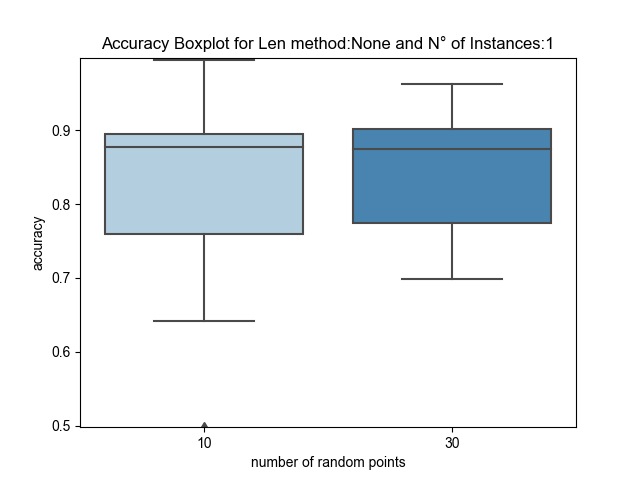 Accuracy Boxplot for Len method:None and N° of Instances:1
accuracy
0.9
0.8
0.7
0.6
0.5
10 30
number of random points